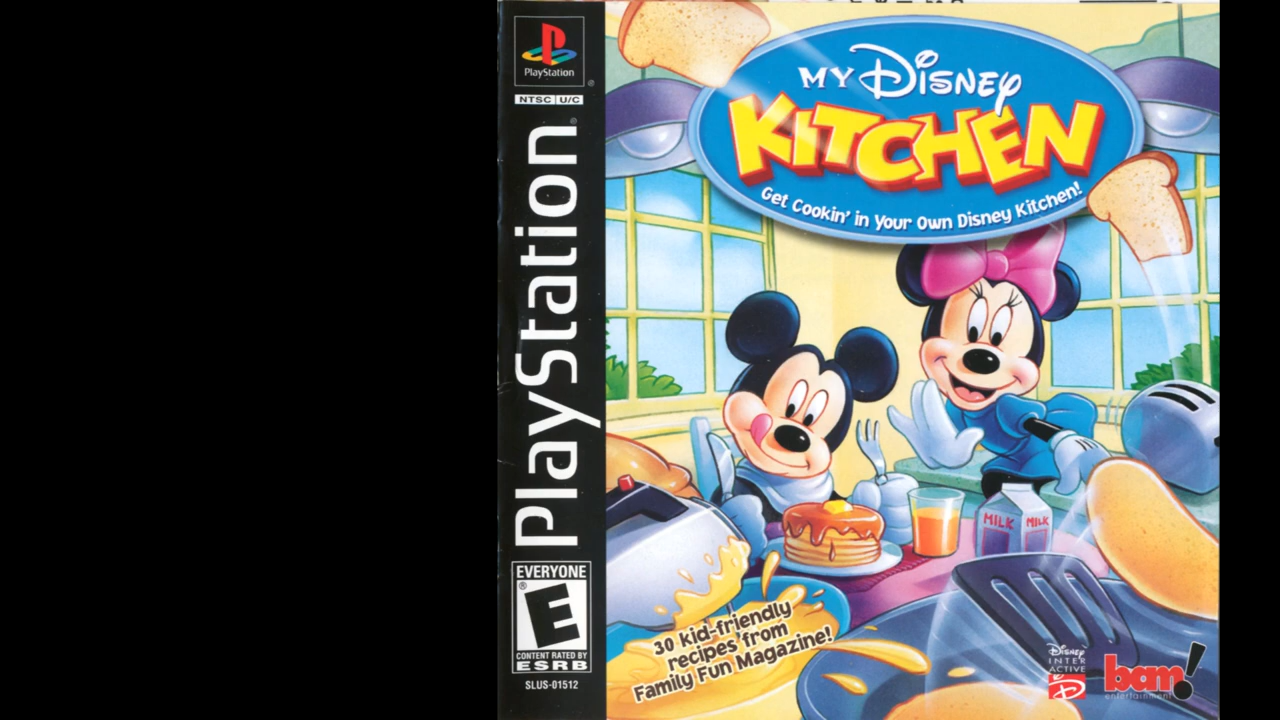 PlayStation
NTSC U/C
PlayStation
EVERYONE
E
CONTENT RATED BY
ESRB
SLUS-01512
MY Disney
KITCHEN
Get Cookin' in Your Own Disney Kitchen!
MILK MILK
30 kid-friendly
recipes from
Family Fun Magazine!
Disney
INTER
ACTIVE
bam!
entertainment